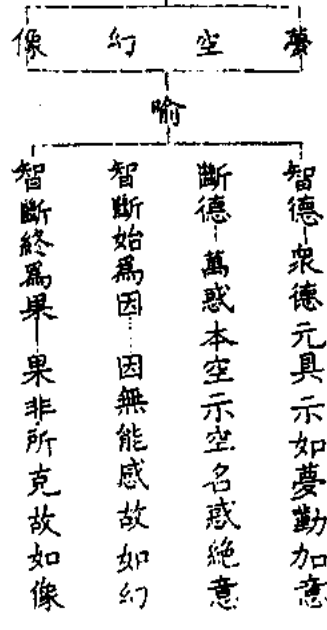 夢 空 幻 像
喻
智德—衆德元具示如夢勤加意
斷德—萬惑本空示空名惑絶意
智斷始爲因…因無能感故如幻
智斷終爲果…果非所克故如像